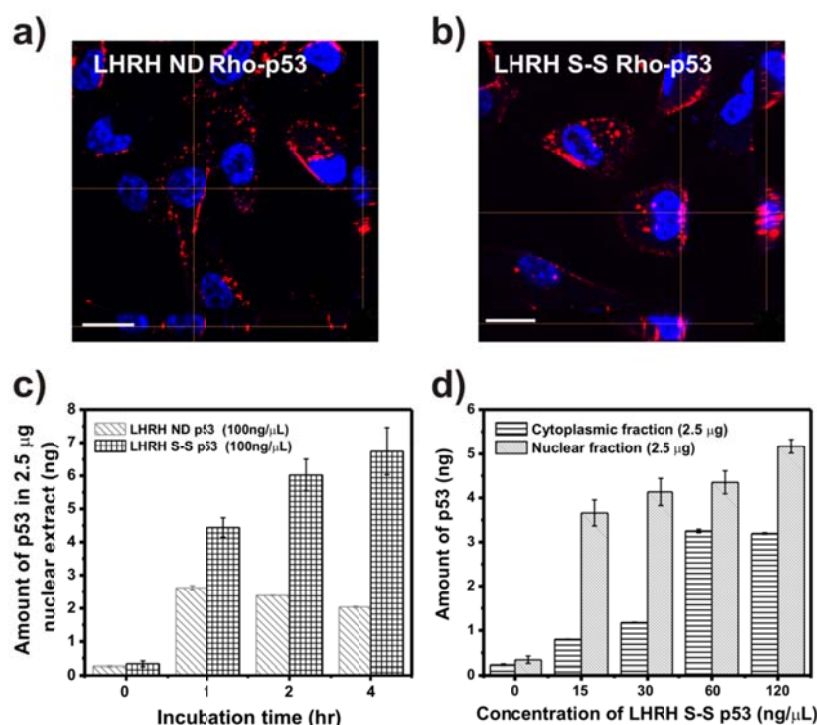 a)
LHRH ND Rho-p53
b)
LHRH S-S Rho-p53
c)
Amount of p53 in 2.5 µg
nuclear extract (ng)
8
7
6
5
4
3
2
1
0
LHRH ND p53 (100ng/µL)
LHRH S-S p53 (100ng/µL)
0
1
2
4
Incubation time (hr)
d)
Amount of p53 (ng)
6
5
4
3
2
1
0
Cytoplasmic fraction (2.5 µg)
Nuclear fraction (2.5 µg)
0
15
30
60
120
Concentration of LHRH S-S p53 (ng/µL)